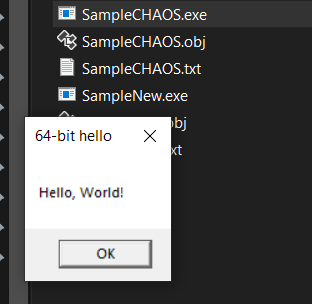 SampleCHAOS.exe
SampleCHAOS.obj
SampleCHAOS.txt
SampleNew.exe
obj
xt
64-bit hello
Hello, World!
OK